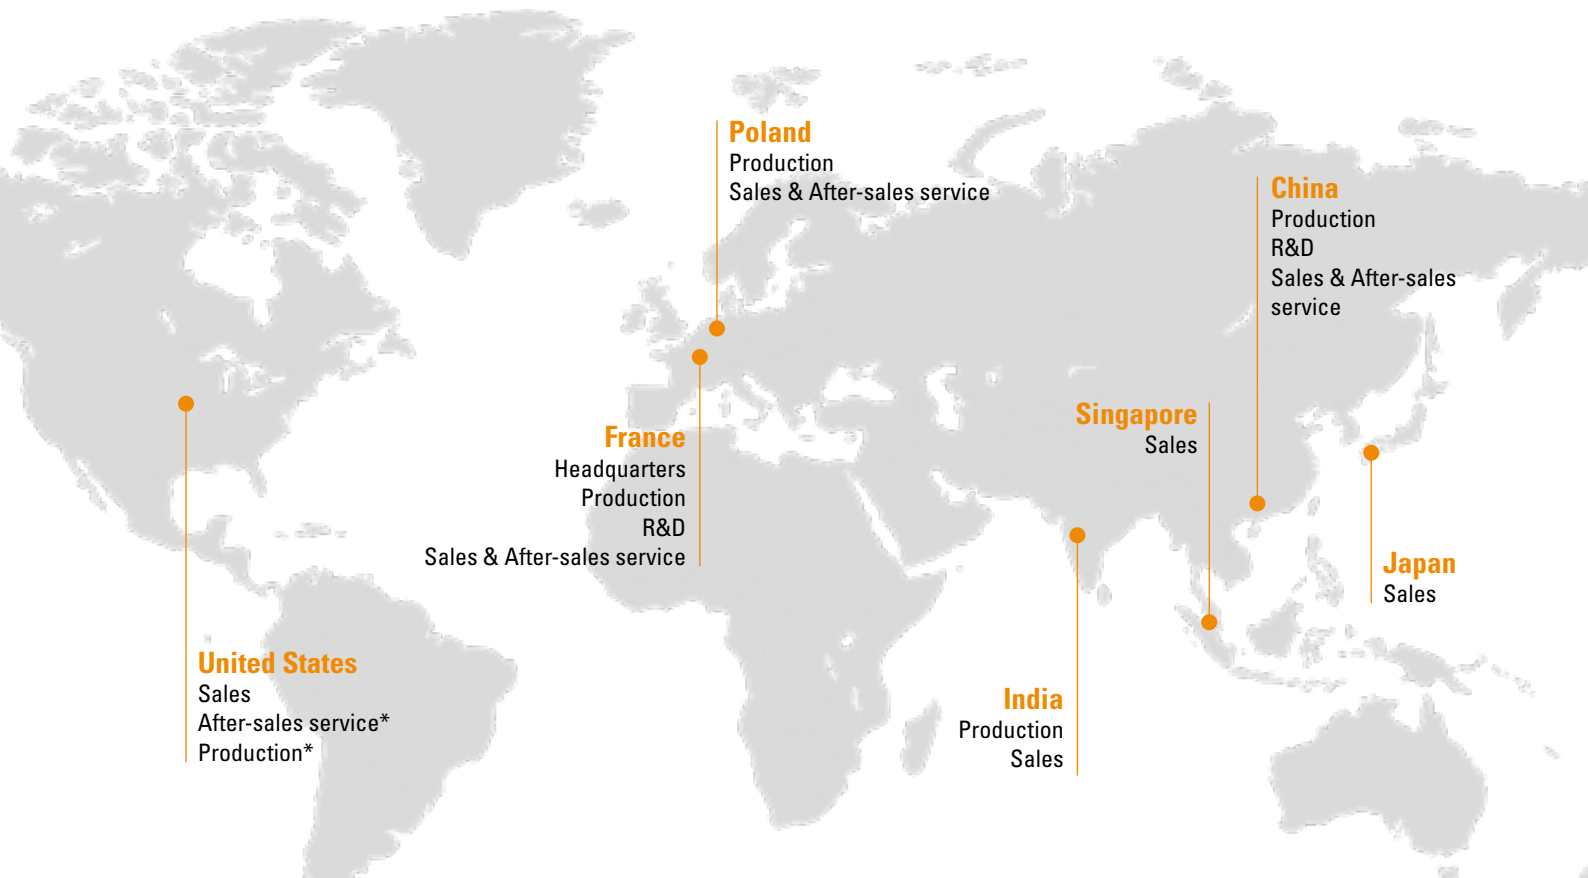 Poland
Production
Sales & After-sales service
China
Production
R&D
Sales & After-sales
service
Singapore
Sales
France
Headquarters
Production
R&D
Sales & After-sales service
Japan
Sales
United States
Sales
After-sales service*
Production*
India
Production
Sales